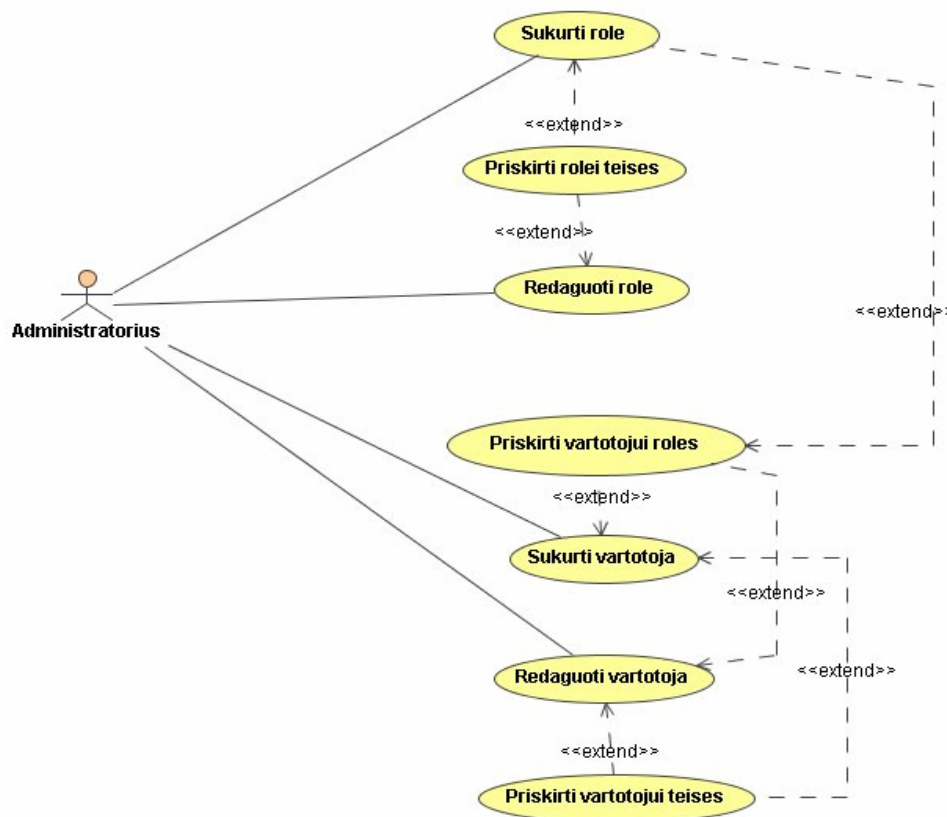 Sukurti role
<<extend>>
Priskirti rolei teises
<<extend>>
Redaguoti role
Administratorius
<<extend>>
Priskirti vartotojui roles
<<extend>>
Sukurti vartotoja
<<extend>>
Redaguoti vartotoja
<<extend>>
<<extend>>
Priskirti vartotojui teises